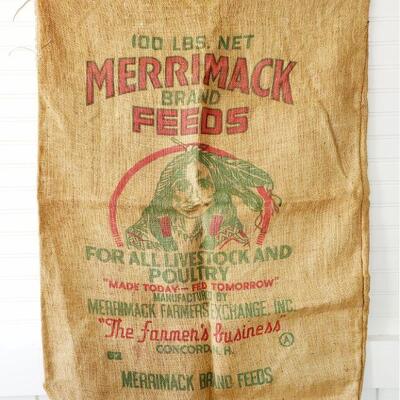 100 LBS. NET
MERRIMACK
BRAND
FEEDS
FOR ALL LIVESTOCK AND
POULTRY
"MADE TODAY - FED TOMORROW"
MANUFACTURED BY
MERRIMACK FARMERS EXCHANGE, INC.
"The farmer's business"
CONCORD N.H.
62 A
MERRIMACK BRAND FEEDS